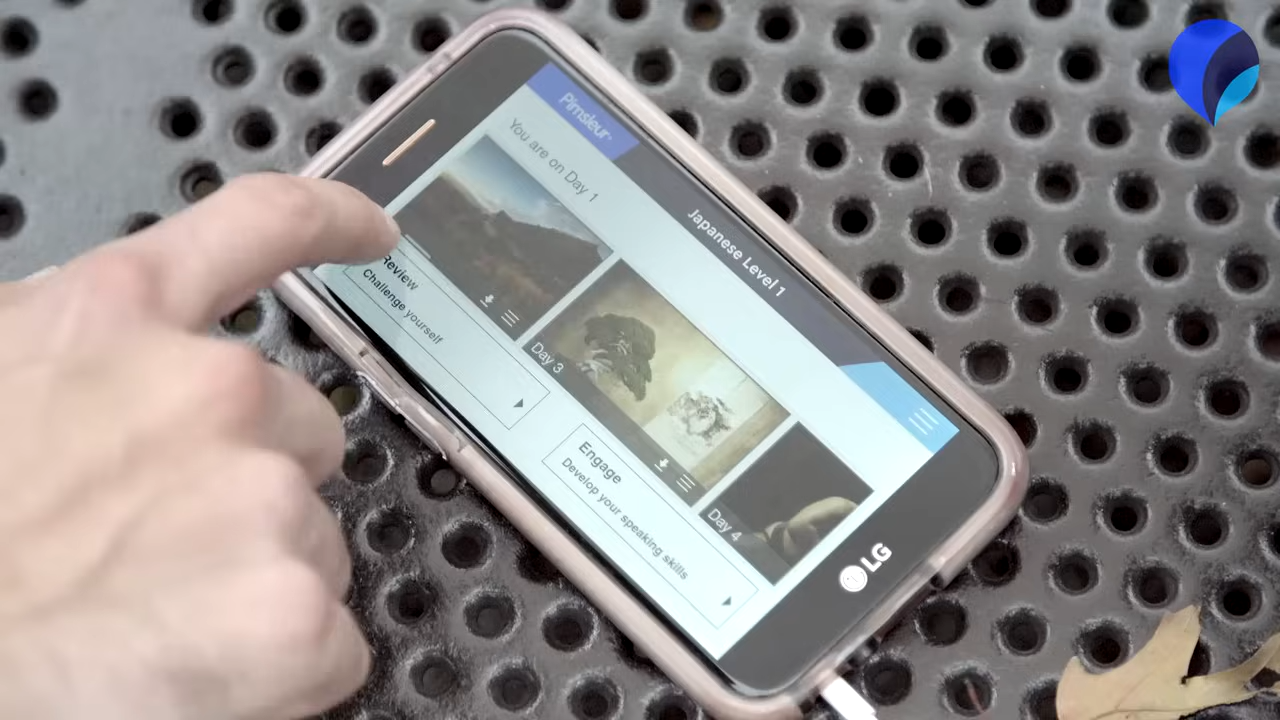 Pimsleur
Japanese Level 1
You are on Day 1
Day 3
Day 4
Review
Challenge yourself
Engage
Develop your speaking skills
LG